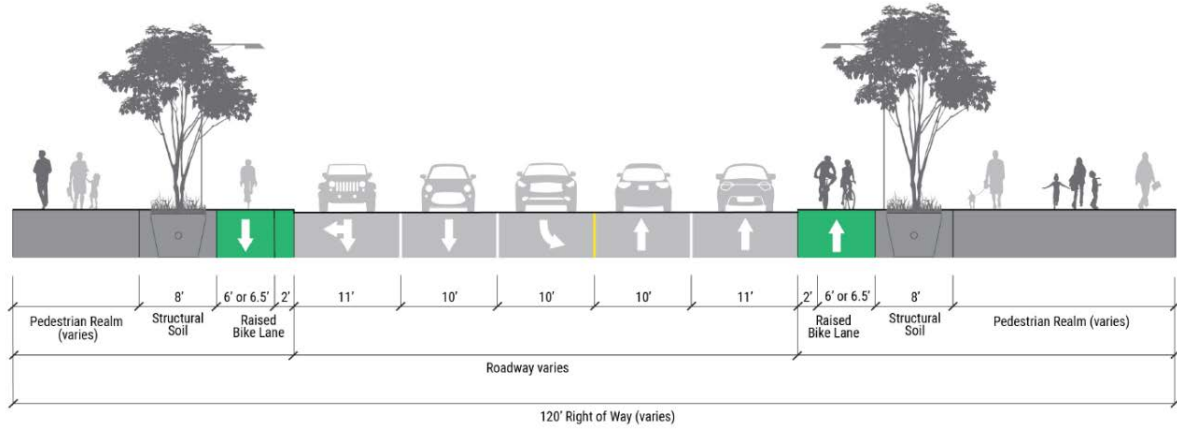 8’
6’ or 6.5’
2’
11’
10’
10’
10’
11’
2’
6’ or 6.5’
8’
Pedestrian Realm
(varies)
Structural
Soil
Raised
Bike Lane
Raised
Bike Lane
Structural
Soil
Pedestrian Realm (varies)
Roadway varies
120’ Right of Way (varies)